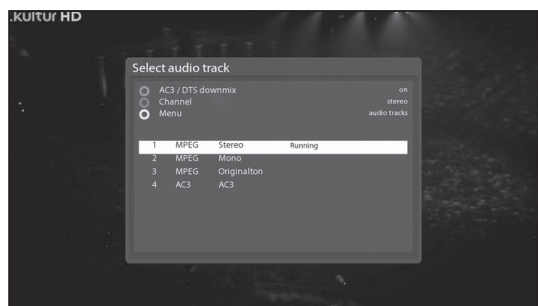 .kultur HD
Select audio track
AC3 / DTS downmix on
Channel stereo
Menu audio tracks
1 MPEG Stereo Running
2 MPEG Mono
3 MPEG Originalton
4 AC3 AC3